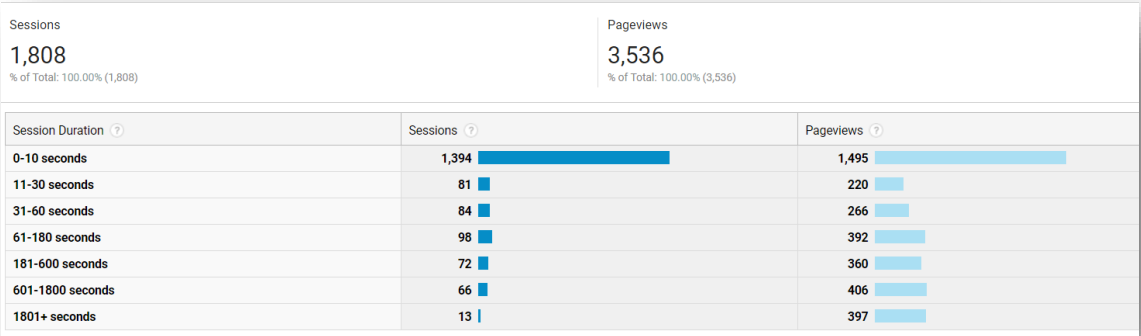 Sessions Pageviews
1,808 3,536
% of Total: 100.00% (1,808) % of Total: 100.00% (3,536)
Session Duration ? Sessions ? Pageviews ?
0-10 seconds 1,394 1,495
11-30 seconds 81 220
31-60 seconds 84 266
61-180 seconds 98 392
181-600 seconds 72 360
601-1800 seconds 66 406
1801+ seconds 13 397